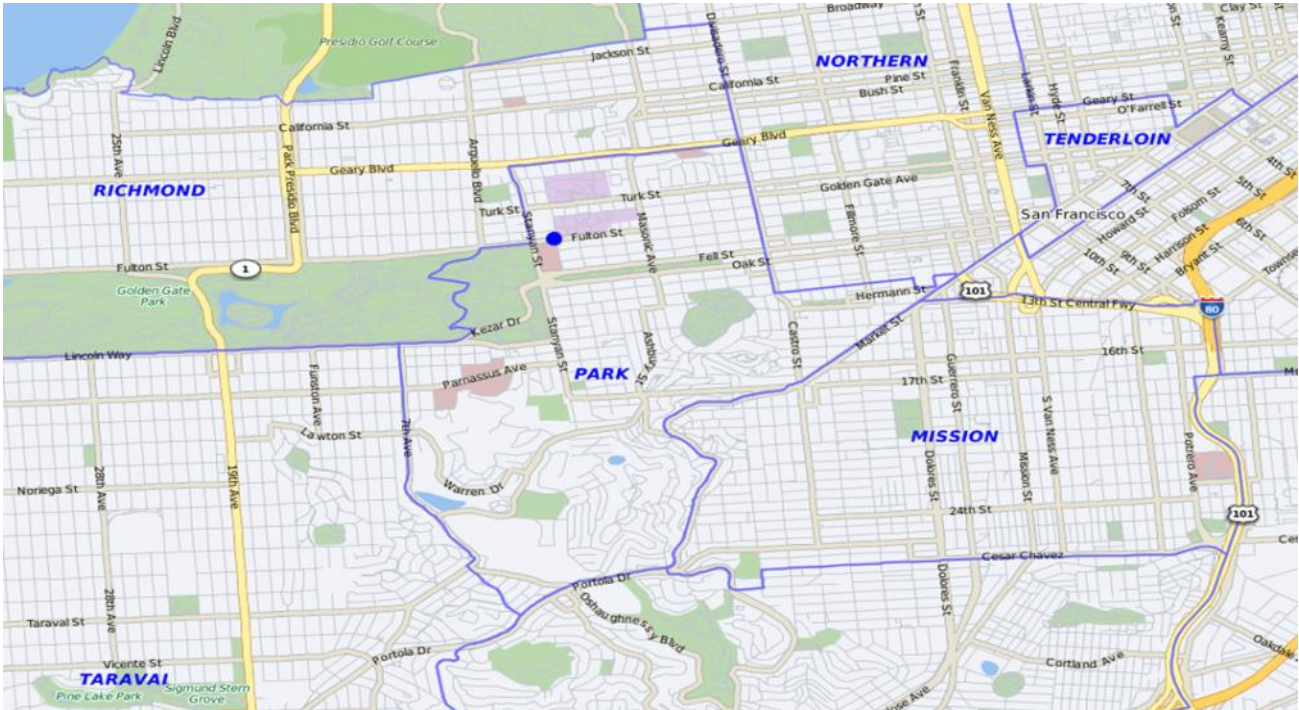 Broadway
Clay St
Kearny St
Lincoln Blvd
Presidio Golf Course
Divisadero St
Jackson St
NORTHERN
California St
Pine St
Bush St
Franklin St
Van Ness Ave
Larkin St
Hyde St
Geary St
O'Farrell St
TENDERLOIN
California St
25th Ave
Park Presidio Blvd
Arguello Blvd
Geary Blvd
Geary Blvd
RICHMOND
4th St
5th St
6th St
7th St
Folsom St
Howard St
Harrison St
Bryant St
9th St
10th St
Golden Gate Ave
Turk St
Turk St
Stanyan St
Masonic Ave
Fillmore St
San Francisco
Fulton St
Fell St
Oak St
Fulton St
1
Golden Gate Park
Hermann St
101
13th St Central Fwy
80
Kezar Dr
Stanyan St
Ashbury St
Castro St
Market St
Lincoln Way
16th St
Parnassus Ave
PARK
17th St
Guerrero St
S Van Ness Ave
Funston Ave
7th Ave
Lawton St
MISSION
Dolores St
Mission St
Potrero Ave
28th Ave
19th Ave
Noriega St
Warren Dr
24th St
101
Cesar Chavez
Portola Dr
Dolores St
28th Ave
Oshaughnessy Blvd
Taraval St
Portola Dr
Vicente St
Cortland Ave
TARAVAL
Pine Lake Park
Sigmund Stern Grove